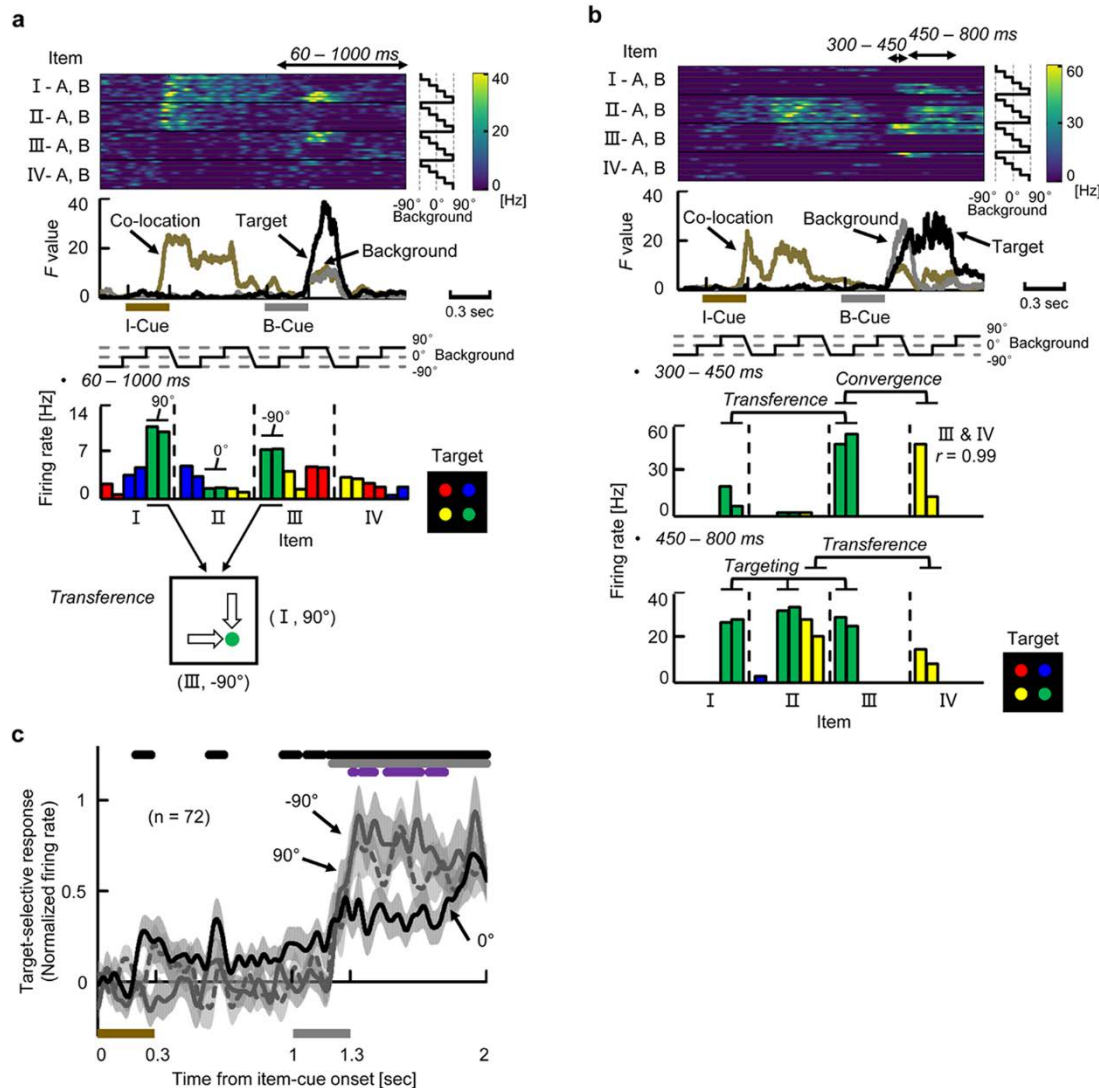 a
Item
60 – 1000 ms
I - A, B
II - A, B
III - A, B
IV- A, B
40
20
0
[Hz]
-90° 0° 90°
Background
40
20
0
F value
Co-location
Target
Background
I-Cue
B-Cue
0.3 sec
90°
0°
-90°
Background
• 60 – 1000 ms
14
7
0
Firing rate [Hz]
90°
0°
-90°
I
II
III
IV
Item
Target
Transference
(I, 90°)
(III, -90°)
b
Item
300 – 450
450 – 800 ms
I - A, B
II - A, B
III - A, B
IV - A, B
60
30
0
[Hz]
-90° 0° 90°
Background
40
20
0
F value
Co-location
Background
Target
I-Cue
B-Cue
0.3 sec
90°
0°
-90°
Background
• 300 – 450 ms
Convergence
Transference
III & IV
r = 0.99
60
30
0
• 450 – 800 ms
Transference
Targeting
Firing rate [Hz]
40
20
0
I
II
III
IV
Item
Target
c
Target-selective response
(Normalized firing rate)
1
0.5
0
(n = 72)
-90°
90°
0°
0
0.3
1
1.3
2
Time from item-cue onset [sec]